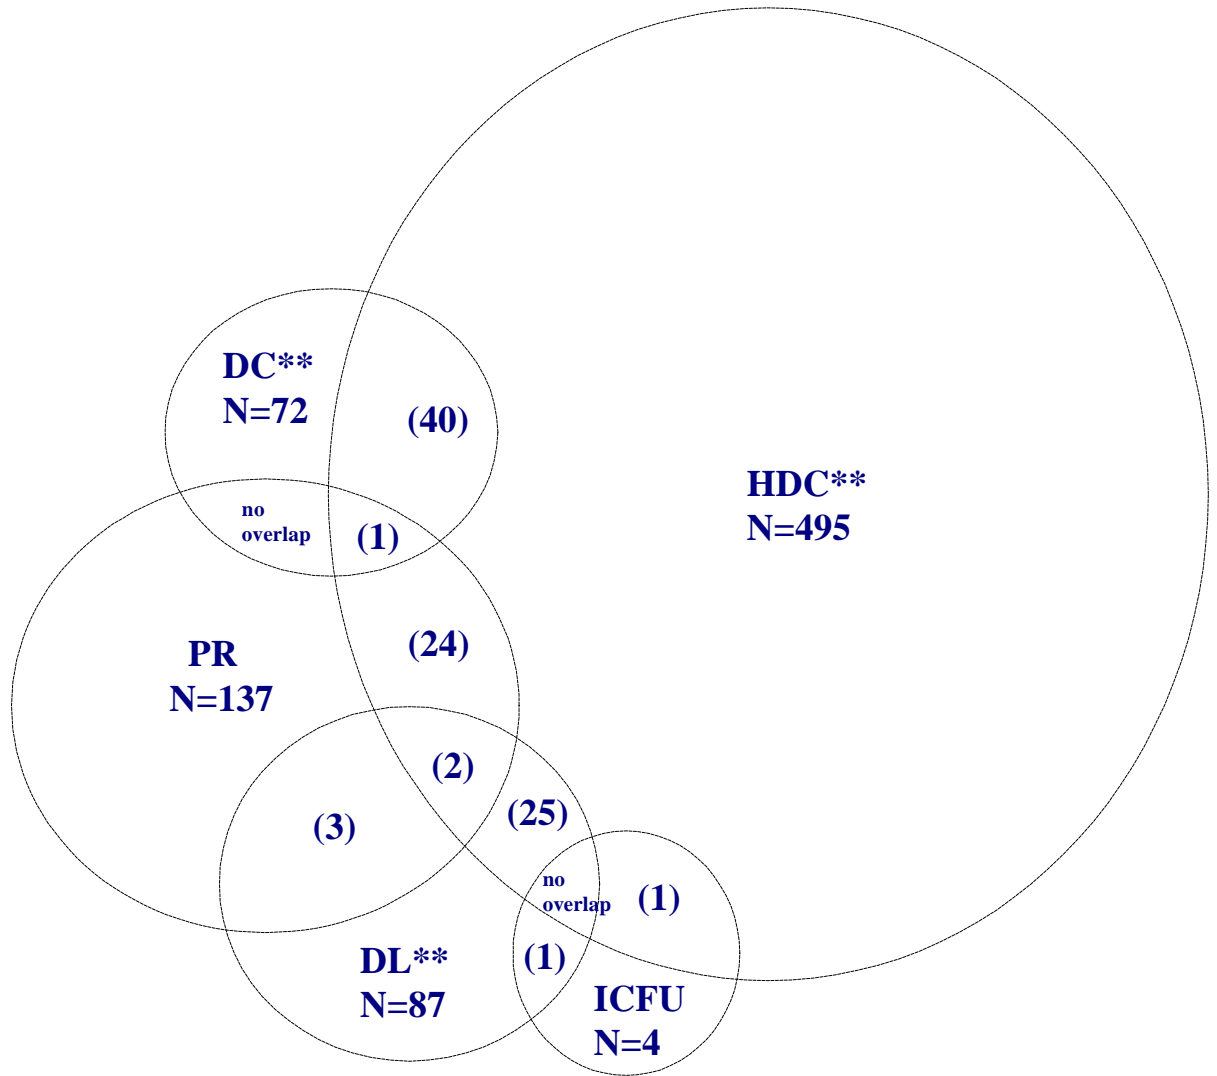 DC**
N=72
(40)
HDC**
N=495
no
overlap
(1)
PR
N=137
(24)
(2)
(3)
(25)
no
overlap
(1)
(1)
DL**
N=87
ICFU
N=4